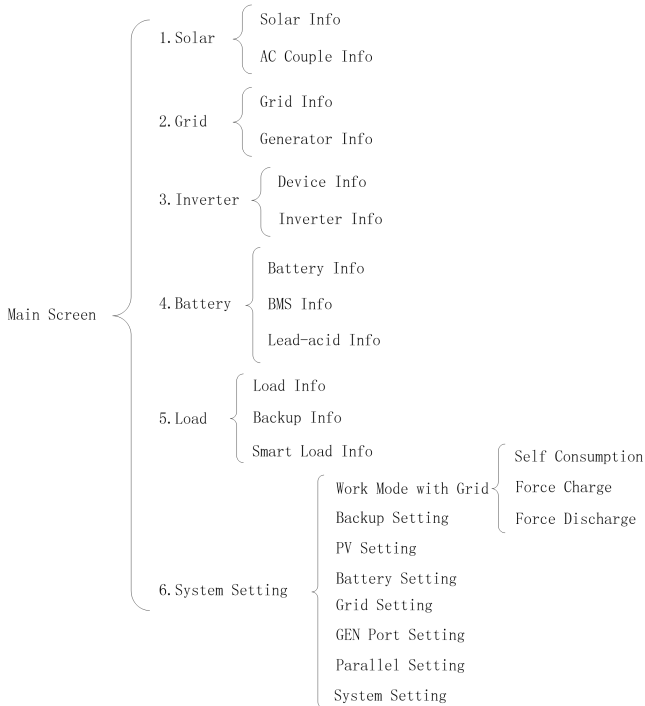 Main Screen
1.Solar
Solar Info
AC Couple Info
2.Grid
Grid Info
Generator Info
3.Inverter
Device Info
Inverter Info
4.Battery
Battery Info
BMS Info
Lead-acid Info
5.Load
Load Info
Backup Info
Smart Load Info
6.System Setting
Work Mode with Grid
Self Consumption
Force Charge
Force Discharge
Backup Setting
PV Setting
Battery Setting
Grid Setting
GEN Port Setting
Parallel Setting
System Setting